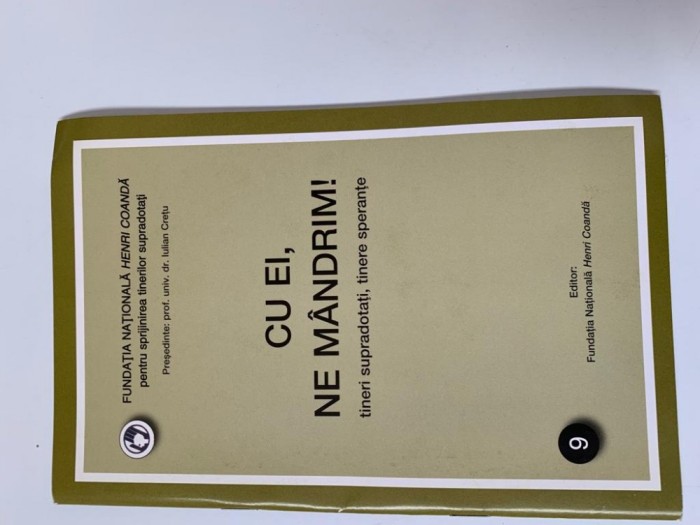 FUNDAȚIA NAȚIONALĂ HENRI COANDĂ
pentru sprijinirea tinerilor supradotați
Președinte: prof. univ. dr. Iulian Crețu
CU EI,
NE MÂNDRIM!
tineri supradotați, tinere speranțe
9
Editor:
Fundația Națională Henri Coandă